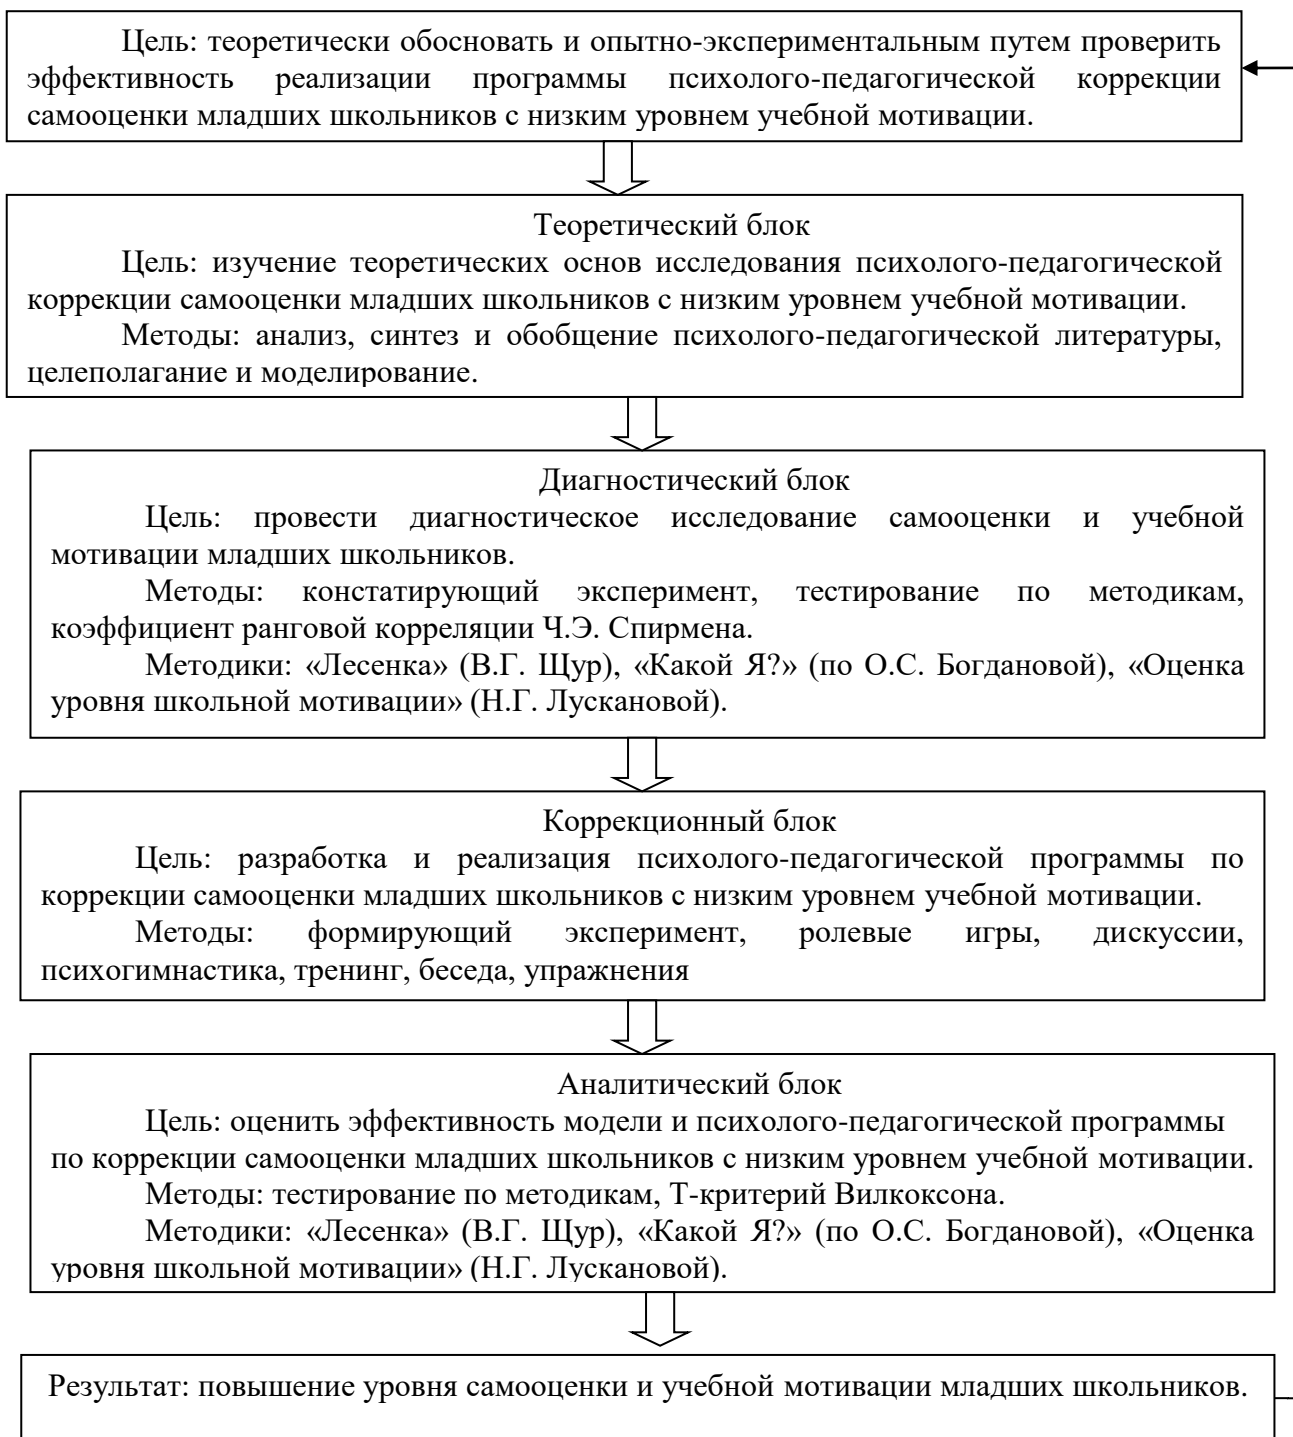 Цель: теоретически обосновать и опытно-экспериментальным путем проверить
эффективность реализации программы психолого-педагогической коррекции
самооценки младших школьников с низким уровнем учебной мотивации.
Теоретический блок
Цель: изучение теоретических основ исследования психолого-педагогической
коррекции самооценки младших школьников с низким уровнем учебной мотивации.
Методы: анализ, синтез и обобщение психолого-педагогической литературы,
целеполагание и моделирование.
Диагностический блок
Цель: провести диагностическое исследование самооценки и учебной
мотивации младших школьников.
Методы: констатирующий эксперимент, тестирование по методикам,
коэффициент ранговой корреляции Ч.Э. Спирмена.
Методики: «Лесенка» (В.Г. Щур), «Какой Я?» (по О.С. Богдановой), «Оценка
уровня школьной мотивации» (Н.Г. Лускановой).
Коррекционный блок
Цель: разработка и реализация психолого-педагогической программы по
коррекции самооценки младших школьников с низким уровнем учебной мотивации.
Методы: формирующий эксперимент, ролевые игры, дискуссии,
психогимнастика, тренинг, беседа, упражнения
Аналитический блок
Цель: оценить эффективность модели и психолого-педагогической программы
по коррекции самооценки младших школьников с низким уровнем учебной мотивации.
Методы: тестирование по методикам, Т-критерий Вилкоксона.
Методики: «Лесенка» (В.Г. Щур), «Какой Я?» (по О.С. Богдановой), «Оценка
уровня школьной мотивации» (Н.Г. Лускановой).
Результат: повышение уровня самооценки и учебной мотивации младших школьников.